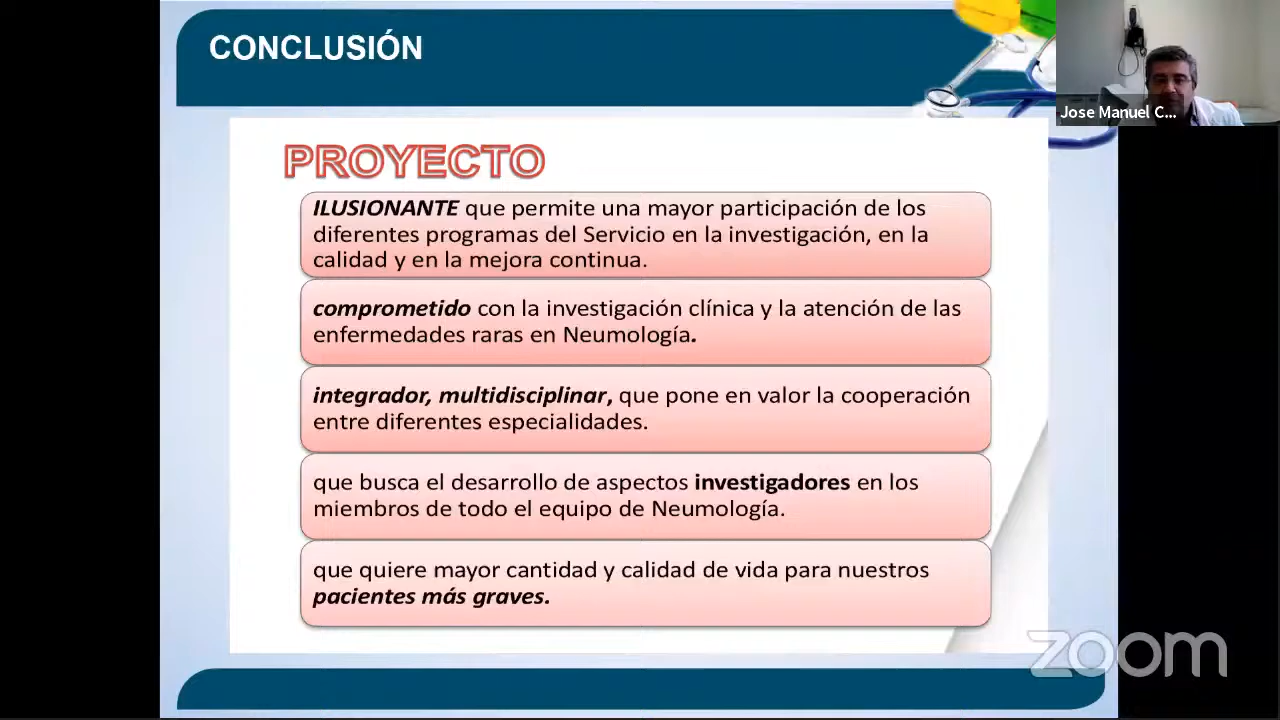 CONCLUSIÓN
Jose Manuel C...
PROYECTO
ILUSIONANTE que permite una mayor participación de los
diferentes programas del Servicio en la investigación, en la
calidad y en la mejora continua.
comprometido con la investigación clínica y la atención de las
enfermedades raras en Neumología.
integrador, multidisciplinar, que pone en valor la cooperación
entre diferentes especialidades.
que busca el desarrollo de aspectos investigadores en los
miembros de todo el equipo de Neumología.
que quiere mayor cantidad y calidad de vida para nuestros
pacientes más graves.
zoom